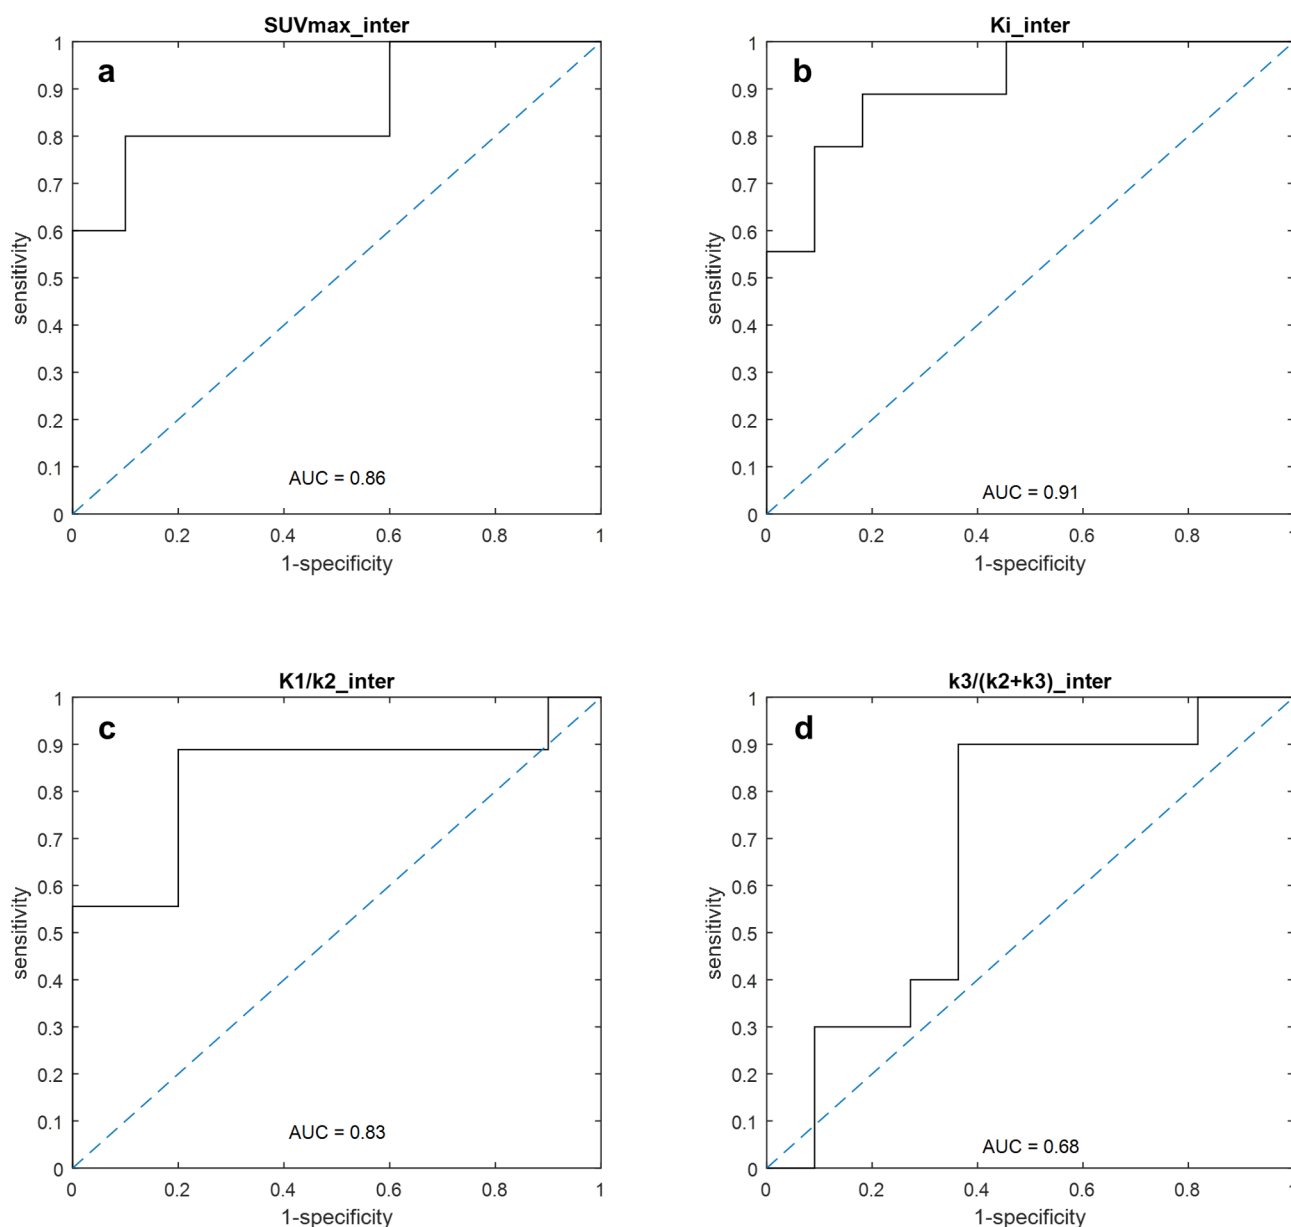 SUVmax_inter
a
1
0.9
0.8
0.7
0.6
0.5
0.4
0.3
0.2
0.1
0
sensitivity
AUC = 0.86
0 0.2 0.4 0.6 0.8 1
1-specificity
Ki_inter
b
1
0.9
0.8
0.7
0.6
0.5
0.4
0.3
0.2
0.1
0
sensitivity
AUC = 0.91
0 0.2 0.4 0.6 0.8 1
1-specificity
K1/k2_inter
c
1
0.9
0.8
0.7
0.6
0.5
0.4
0.3
0.2
0.1
0
sensitivity
AUC = 0.83
0 0.2 0.4 0.6 0.8 1
1-specificity
k3/(k2+k3)_inter
d
1
0.9
0.8
0.7
0.6
0.5
0.4
0.3
0.2
0.1
0
sensitivity
AUC = 0.68
0 0.2 0.4 0.6 0.8 1
1-specificity